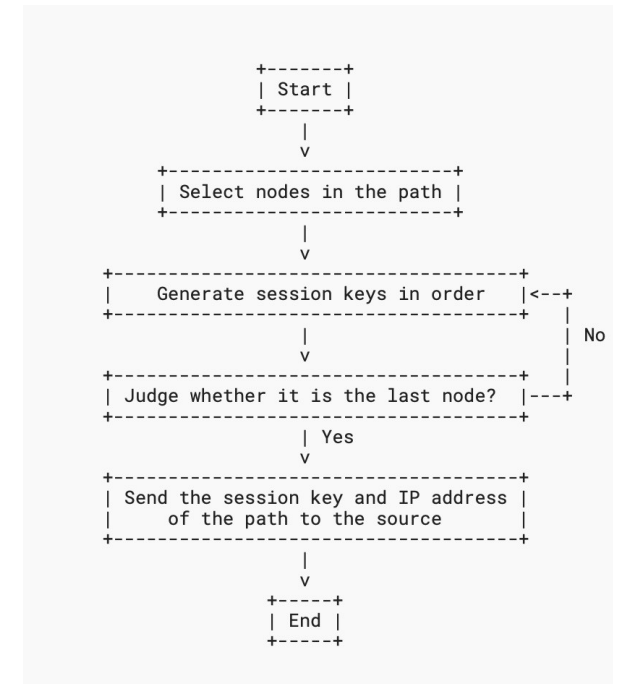 Start
Select nodes in the path
Generate session keys in order
No
Judge whether it is the last node?
Yes
Send the session key and IP address
of the path to the source
End